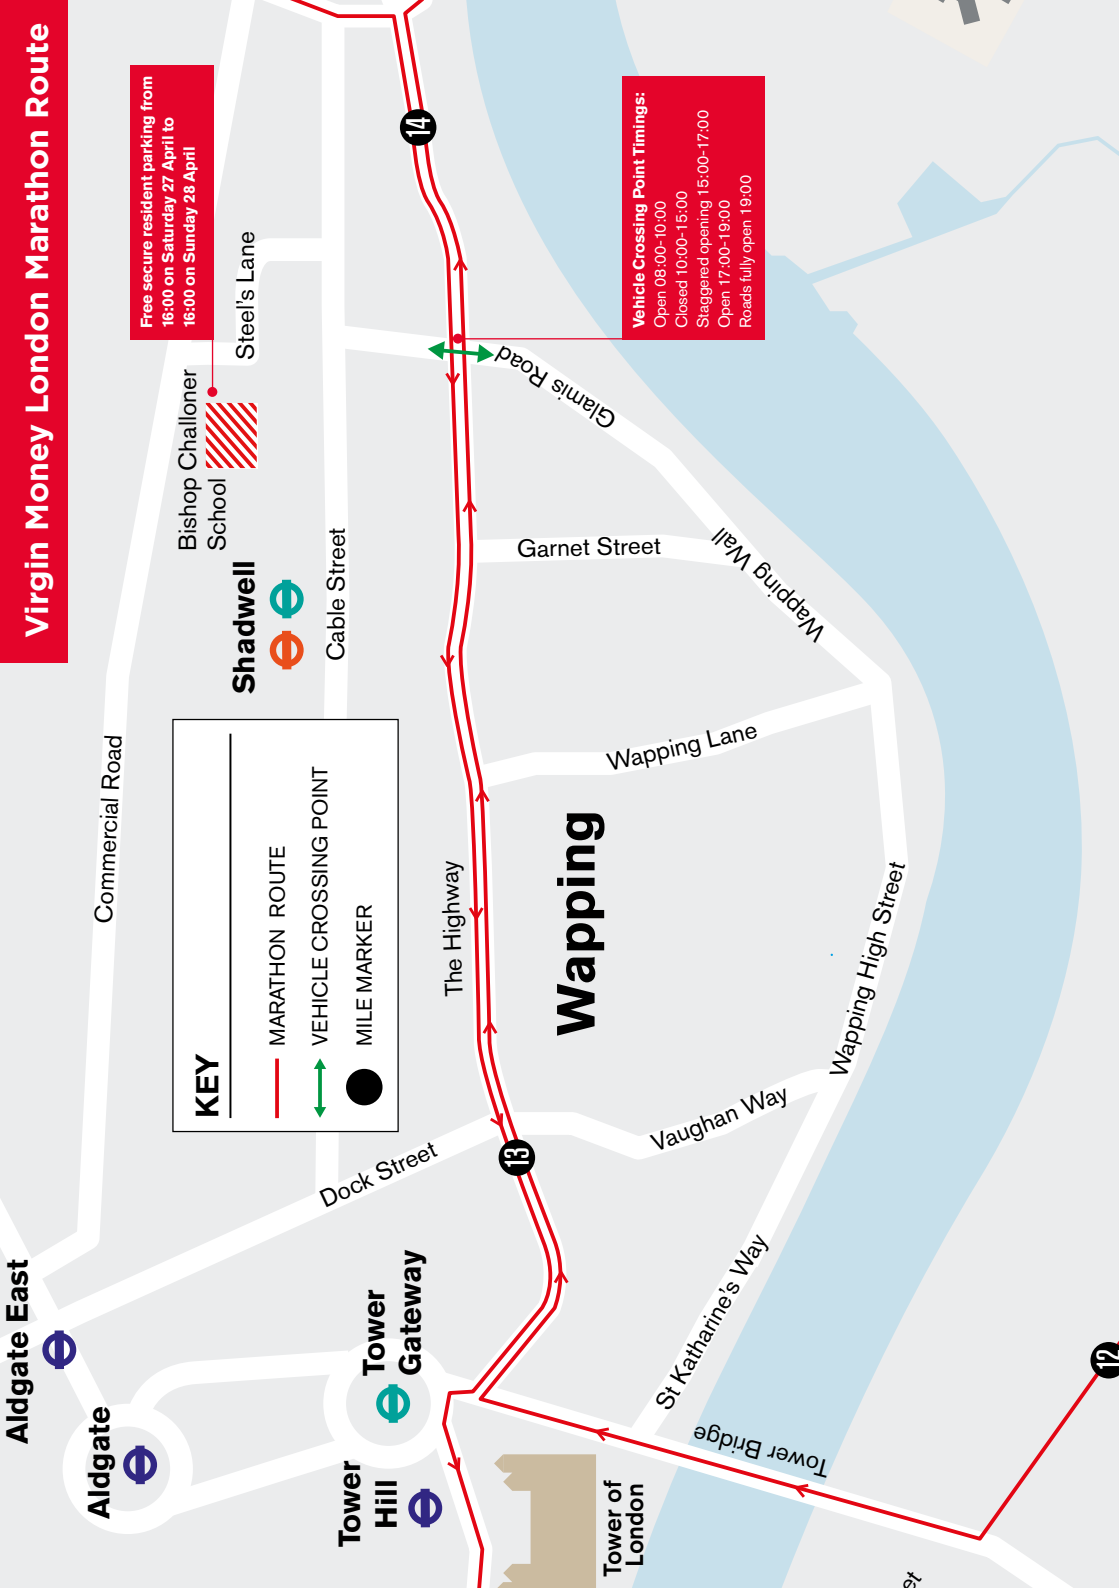 Virgin Money London Marathon Route
Free secure resident parking from
16:00 on Saturday 27 April to
16:00 on Sunday 28 April
Vehicle Crossing Point Timings:
Open 08:00-10:00
Closed 10:00-15:00
Staggered opening 15:00-17:00
Open 17:00-19:00
Roads fully open 19:00
KEY
MARATHON ROUTE
VEHICLE CROSSING POINT
MILE MARKER
Aldgate East
Aldgate
Commercial Road
Bishop Challoner
School
Steel's Lane
Shadwell
Cable Street
Dock Street
Tower
Gateway
Tower
Hill
The Highway
13
14
Wapping
Glamis Road
Garnet Street
Wapping Wall
Wapping Lane
Vaughan Way
Wapping High Street
St Katharine's Way
Tower of
London
Tower Bridge
12
et